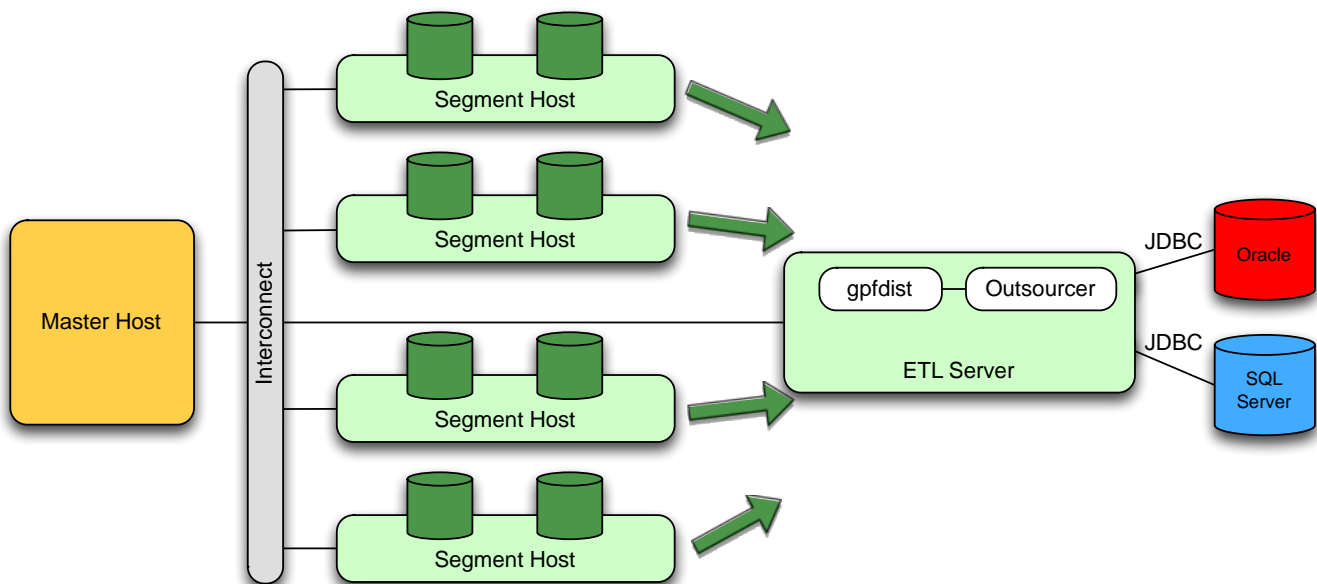 Segment Host
Segment Host
Master Host
Interconnect
gpfdist
Outsourcer
ETL Server
JDBC
Oracle
JDBC
SQL
Server
Segment Host
Segment Host